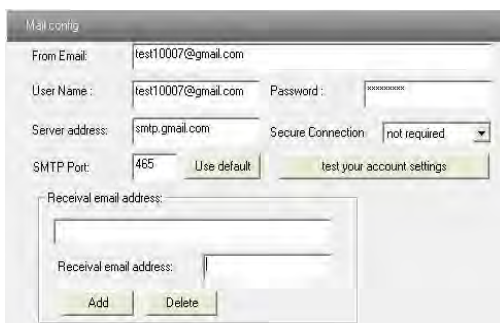 Mail config
From Email: test10007@gmail.com
User Name : test10007@gmail.com Password : ×××××××××
Server address: smtp.gmail.com Secure Connection not required
SMTP Port: 465 Use default test your account settings
Receival email address:
Receival email address:
Add Delete